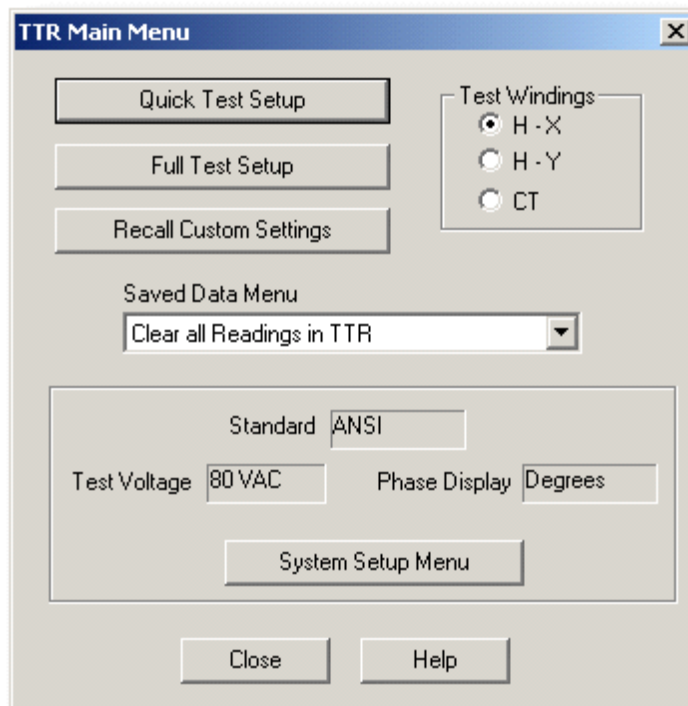 TTR Main Menu
Quick Test Setup
Test Windings
H - X
Full Test Setup
H - Y
CT
Recall Custom Settings
Saved Data Menu
Clear all Readings in TTR
Standard ANSI
Test Voltage 80 VAC Phase Display Degrees
System Setup Menu
Close Help